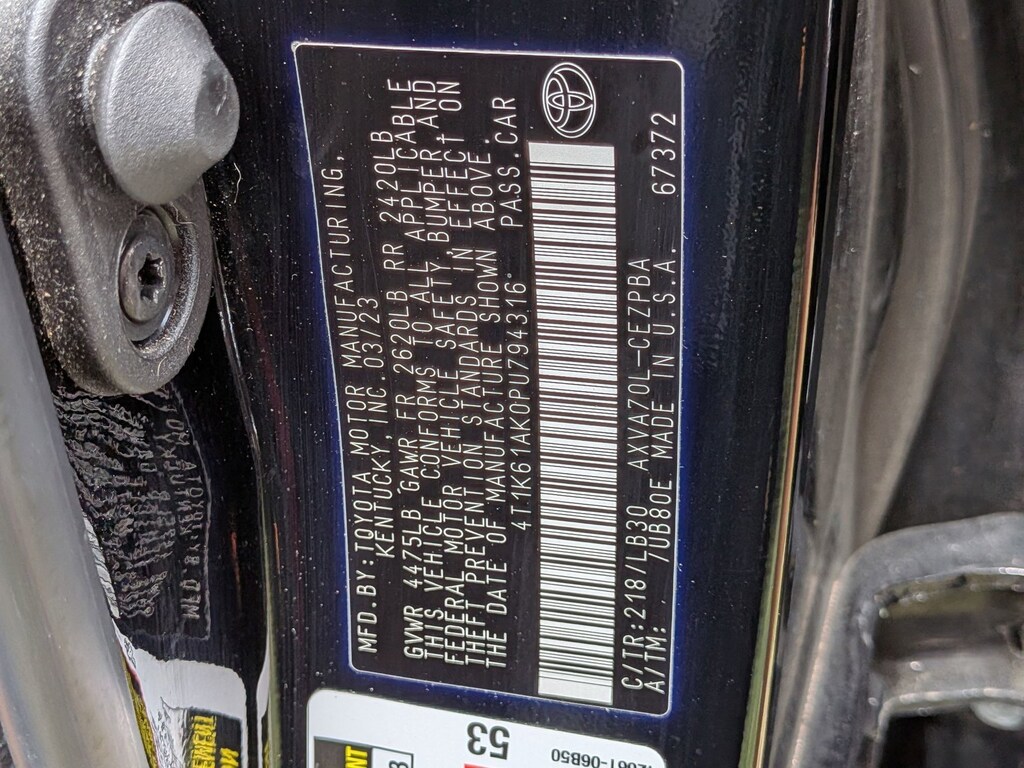 MFD.BY:TOYOTA MOTOR MANUFACTURING,
KENTUCKY, INC.03/23
GVWR 4475LB GAWR FR 2620LB RR 2420LB
THIS VEHICLE CONFORMS TO ALL APPLICABLE
FEDERAL MOTOR VEHICLE SAFETY,BUMPER AND
THEFT PREVENTION STANDARDS IN EFFECT ON
THE DATE OF MANUFACTURE SHOWN ABOVE.
4T1K61AK0PU794316 PASS.CAR
C/TR:218/LB30 AXVA70L-CEZPBA
A/TM: /UB80E MADE IN U.S.A. 67372
53